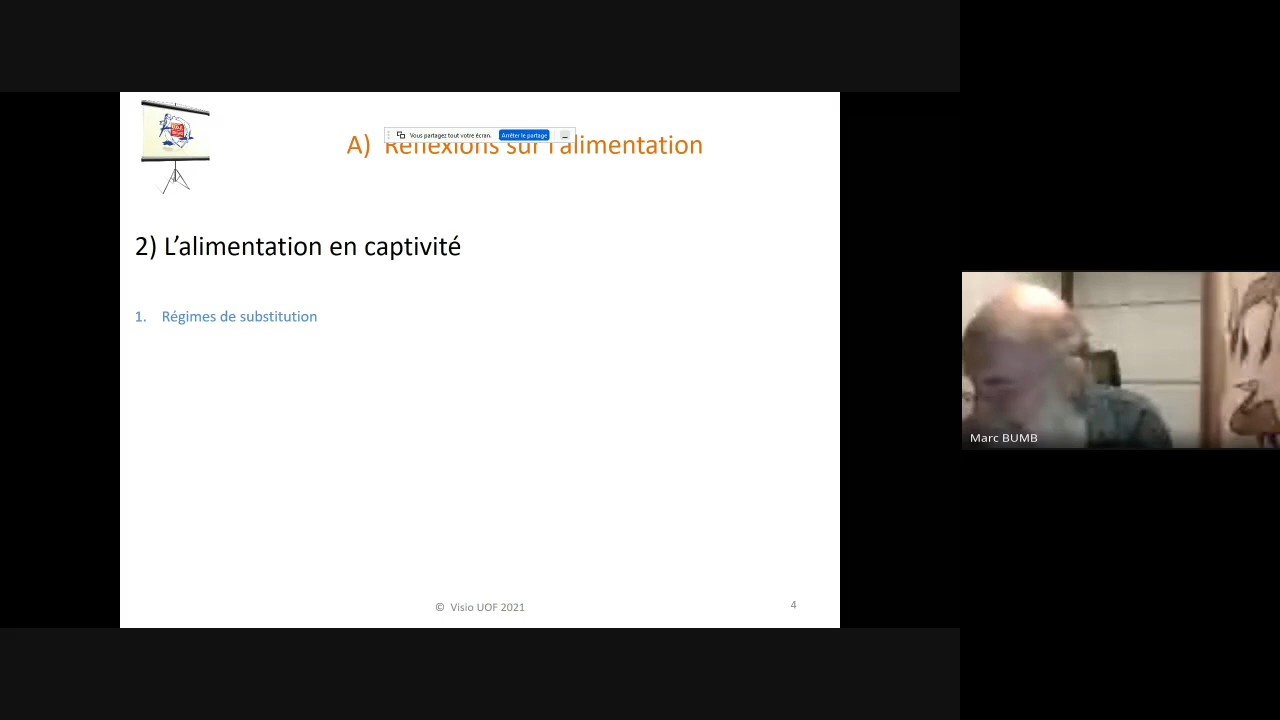 Vous partagez tout votre écran. Arrêter le partage
A) Réflexions sur l'alimentation
2) L'alimentation en captivité
1. Régimes de substitution
© Visio UOF 2021
4
Marc BUMB